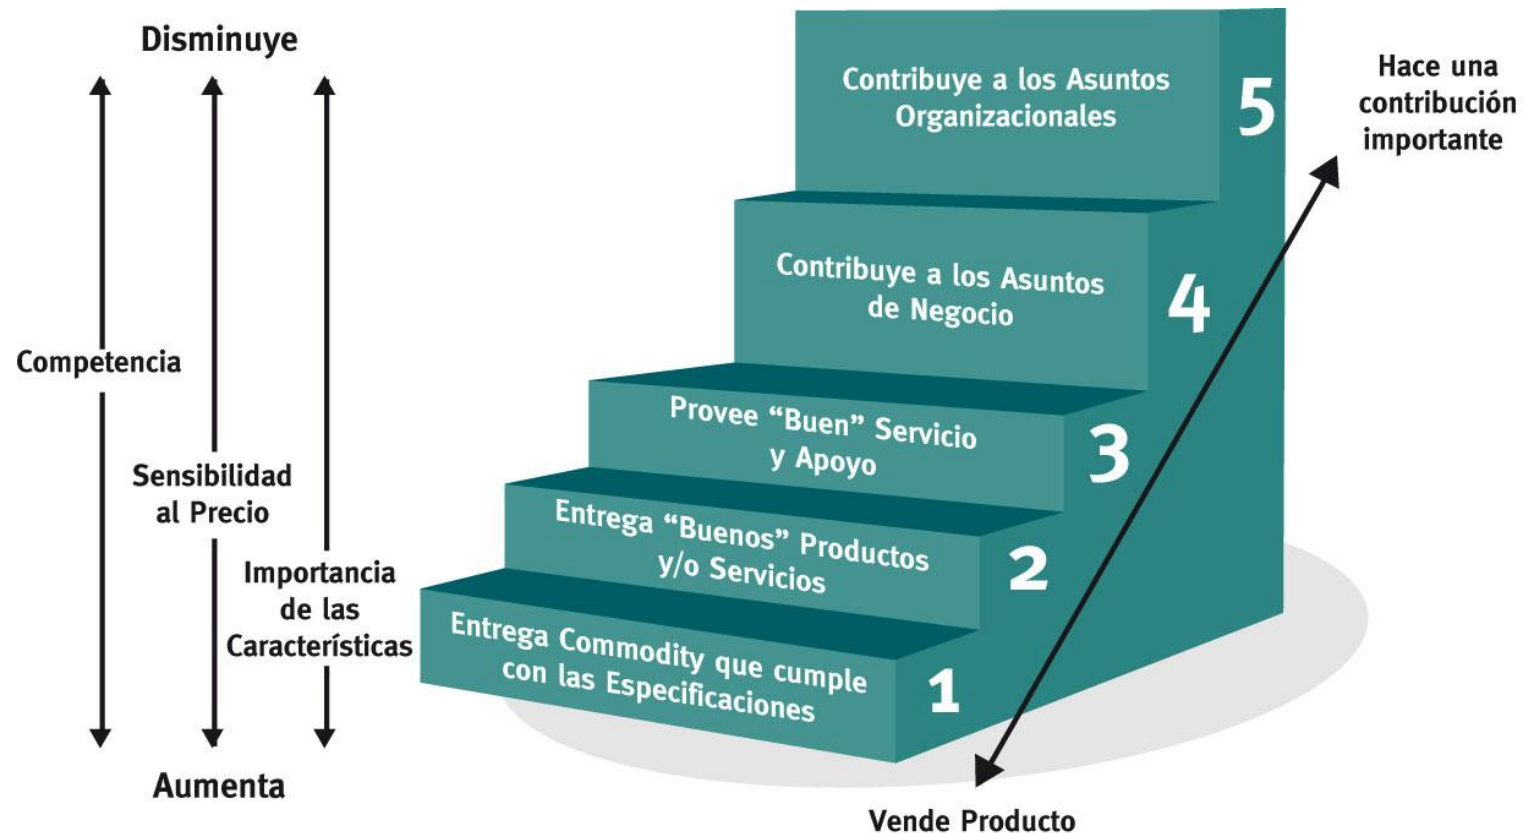 Disminuye
Competencia
Sensibilidad
al Precio
Importancia
de las
Características
Aumenta
Contribuye a los Asuntos
Organizacionales
5
Contribuye a los Asuntos
de Negocio
4
Provee “Buen” Servicio
y Apoyo
3
Entrega “Buenos” Productos
y/o Servicios
2
Entrega Commodity que cumple
con las Especificaciones
1
Hace una
contribución
importante
Vende Producto